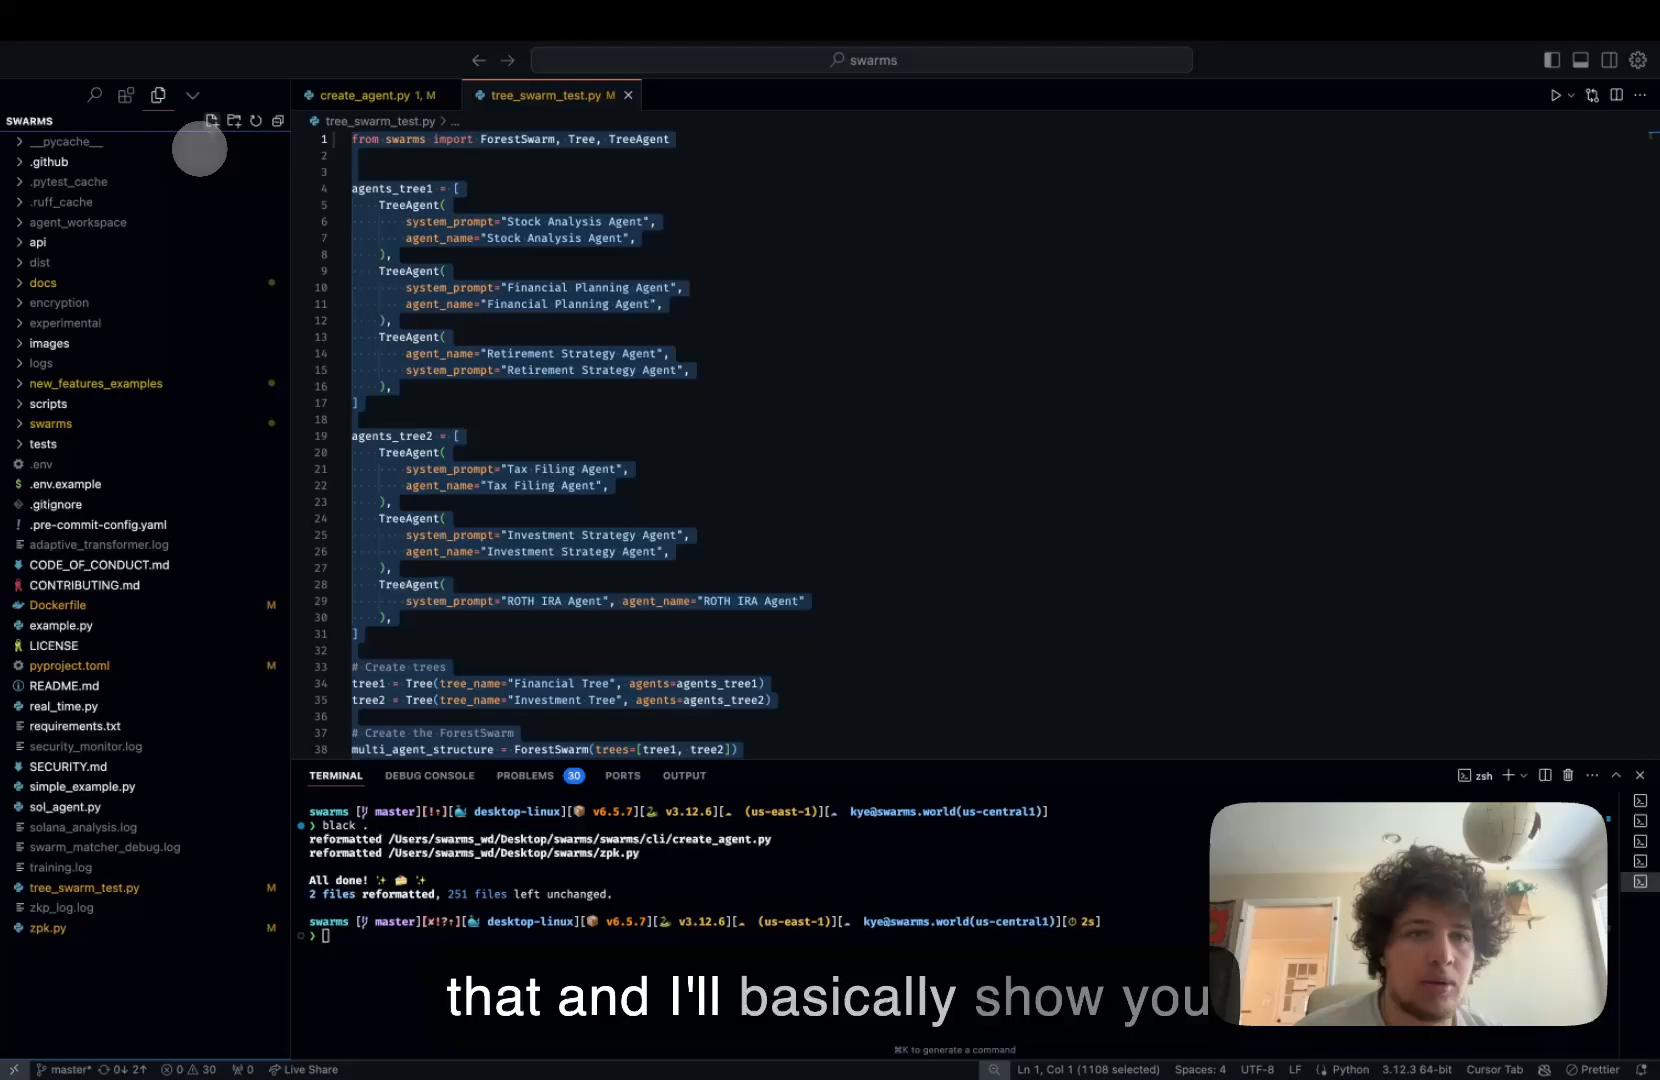 swarms
create_agent.py 1, M
tree_swarm_test.py M
SWARMS
tree_swarm_test.py > ...
__pycache__
.github
.pytest_cache
.ruff_cache
agent_workspace
api
dist
docs
encryption
experimental
images
logs
new_features_examples
scripts
swarms
tests
.env
.env.example
.gitignore
.pre-commit-config.yaml
adaptive_transformer.log
CODE_OF_CONDUCT.md
CONTRIBUTING.md
Dockerfile M
example.py
LICENSE
pyproject.toml M
README.md
real_time.py
requirements.txt
security_monitor.log
SECURITY.md
simple_example.py
sol_agent.py
solana_analysis.log
swarm_matcher_debug.log
training.log
tree_swarm_test.py M
zkp_log.log
zpk.py M
1 from swarms import ForestSwarm, Tree, TreeAgent
2
3
4 agents_tree1 = [
5 TreeAgent(
6 system_prompt="Stock Analysis Agent",
7 agent_name="Stock Analysis Agent",
8 ),
9 TreeAgent(
10 system_prompt="Financial Planning Agent",
11 agent_name="Financial Planning Agent",
12 ),
13 TreeAgent(
14 agent_name="Retirement Strategy Agent",
15 system_prompt="Retirement Strategy Agent",
16 ),
17 ]
18
19 agents_tree2 = [
20 TreeAgent(
21 system_prompt="Tax Filing Agent",
22 agent_name="Tax Filing Agent",
23 ),
24 TreeAgent(
25 system_prompt="Investment Strategy Agent",
26 agent_name="Investment Strategy Agent",
27 ),
28 TreeAgent(
29 system_prompt="ROTH IRA Agent", agent_name="ROTH IRA Agent"
30 ),
31 ]
32
33 # Create trees
34 tree1 = Tree(tree_name="Financial Tree", agents=agents_tree1)
35 tree2 = Tree(tree_name="Investment Tree", agents=agents_tree2)
36
37 # Create the ForestSwarm
38 multi_agent_structure = ForestSwarm(trees=[tree1, tree2])
TERMINAL DEBUG CONSOLE PROBLEMS 30 PORTS OUTPUT
zsh
swarms [ master][!↑][ desktop-linux][ v6.5.7][ v3.12.6][ (us-east-1)][ kye@swarms.world(us-central1)]
❯ black .
reformatted /Users/swarms_wd/Desktop/swarms/swarms/cli/create_agent.py
reformatted /Users/swarms_wd/Desktop/swarms/zpk.py
All done! ✨ 🍰 ✨
2 files reformatted, 251 files left unchanged.
swarms [ master][✘!?↑][ desktop-linux][ v6.5.7][ v3.12.6][ (us-east-1)][ kye@swarms.world(us-central1)][⏱ 2s]
❯
that and I'll basically show you
⌘K to generate a command
master* 0↓ 2↑ 0 30 0 Live Share
Ln 1, Col 1 (1108 selected) Spaces: 4 UTF-8 LF Python 3.12.3 64-bit Cursor Tab Prettier